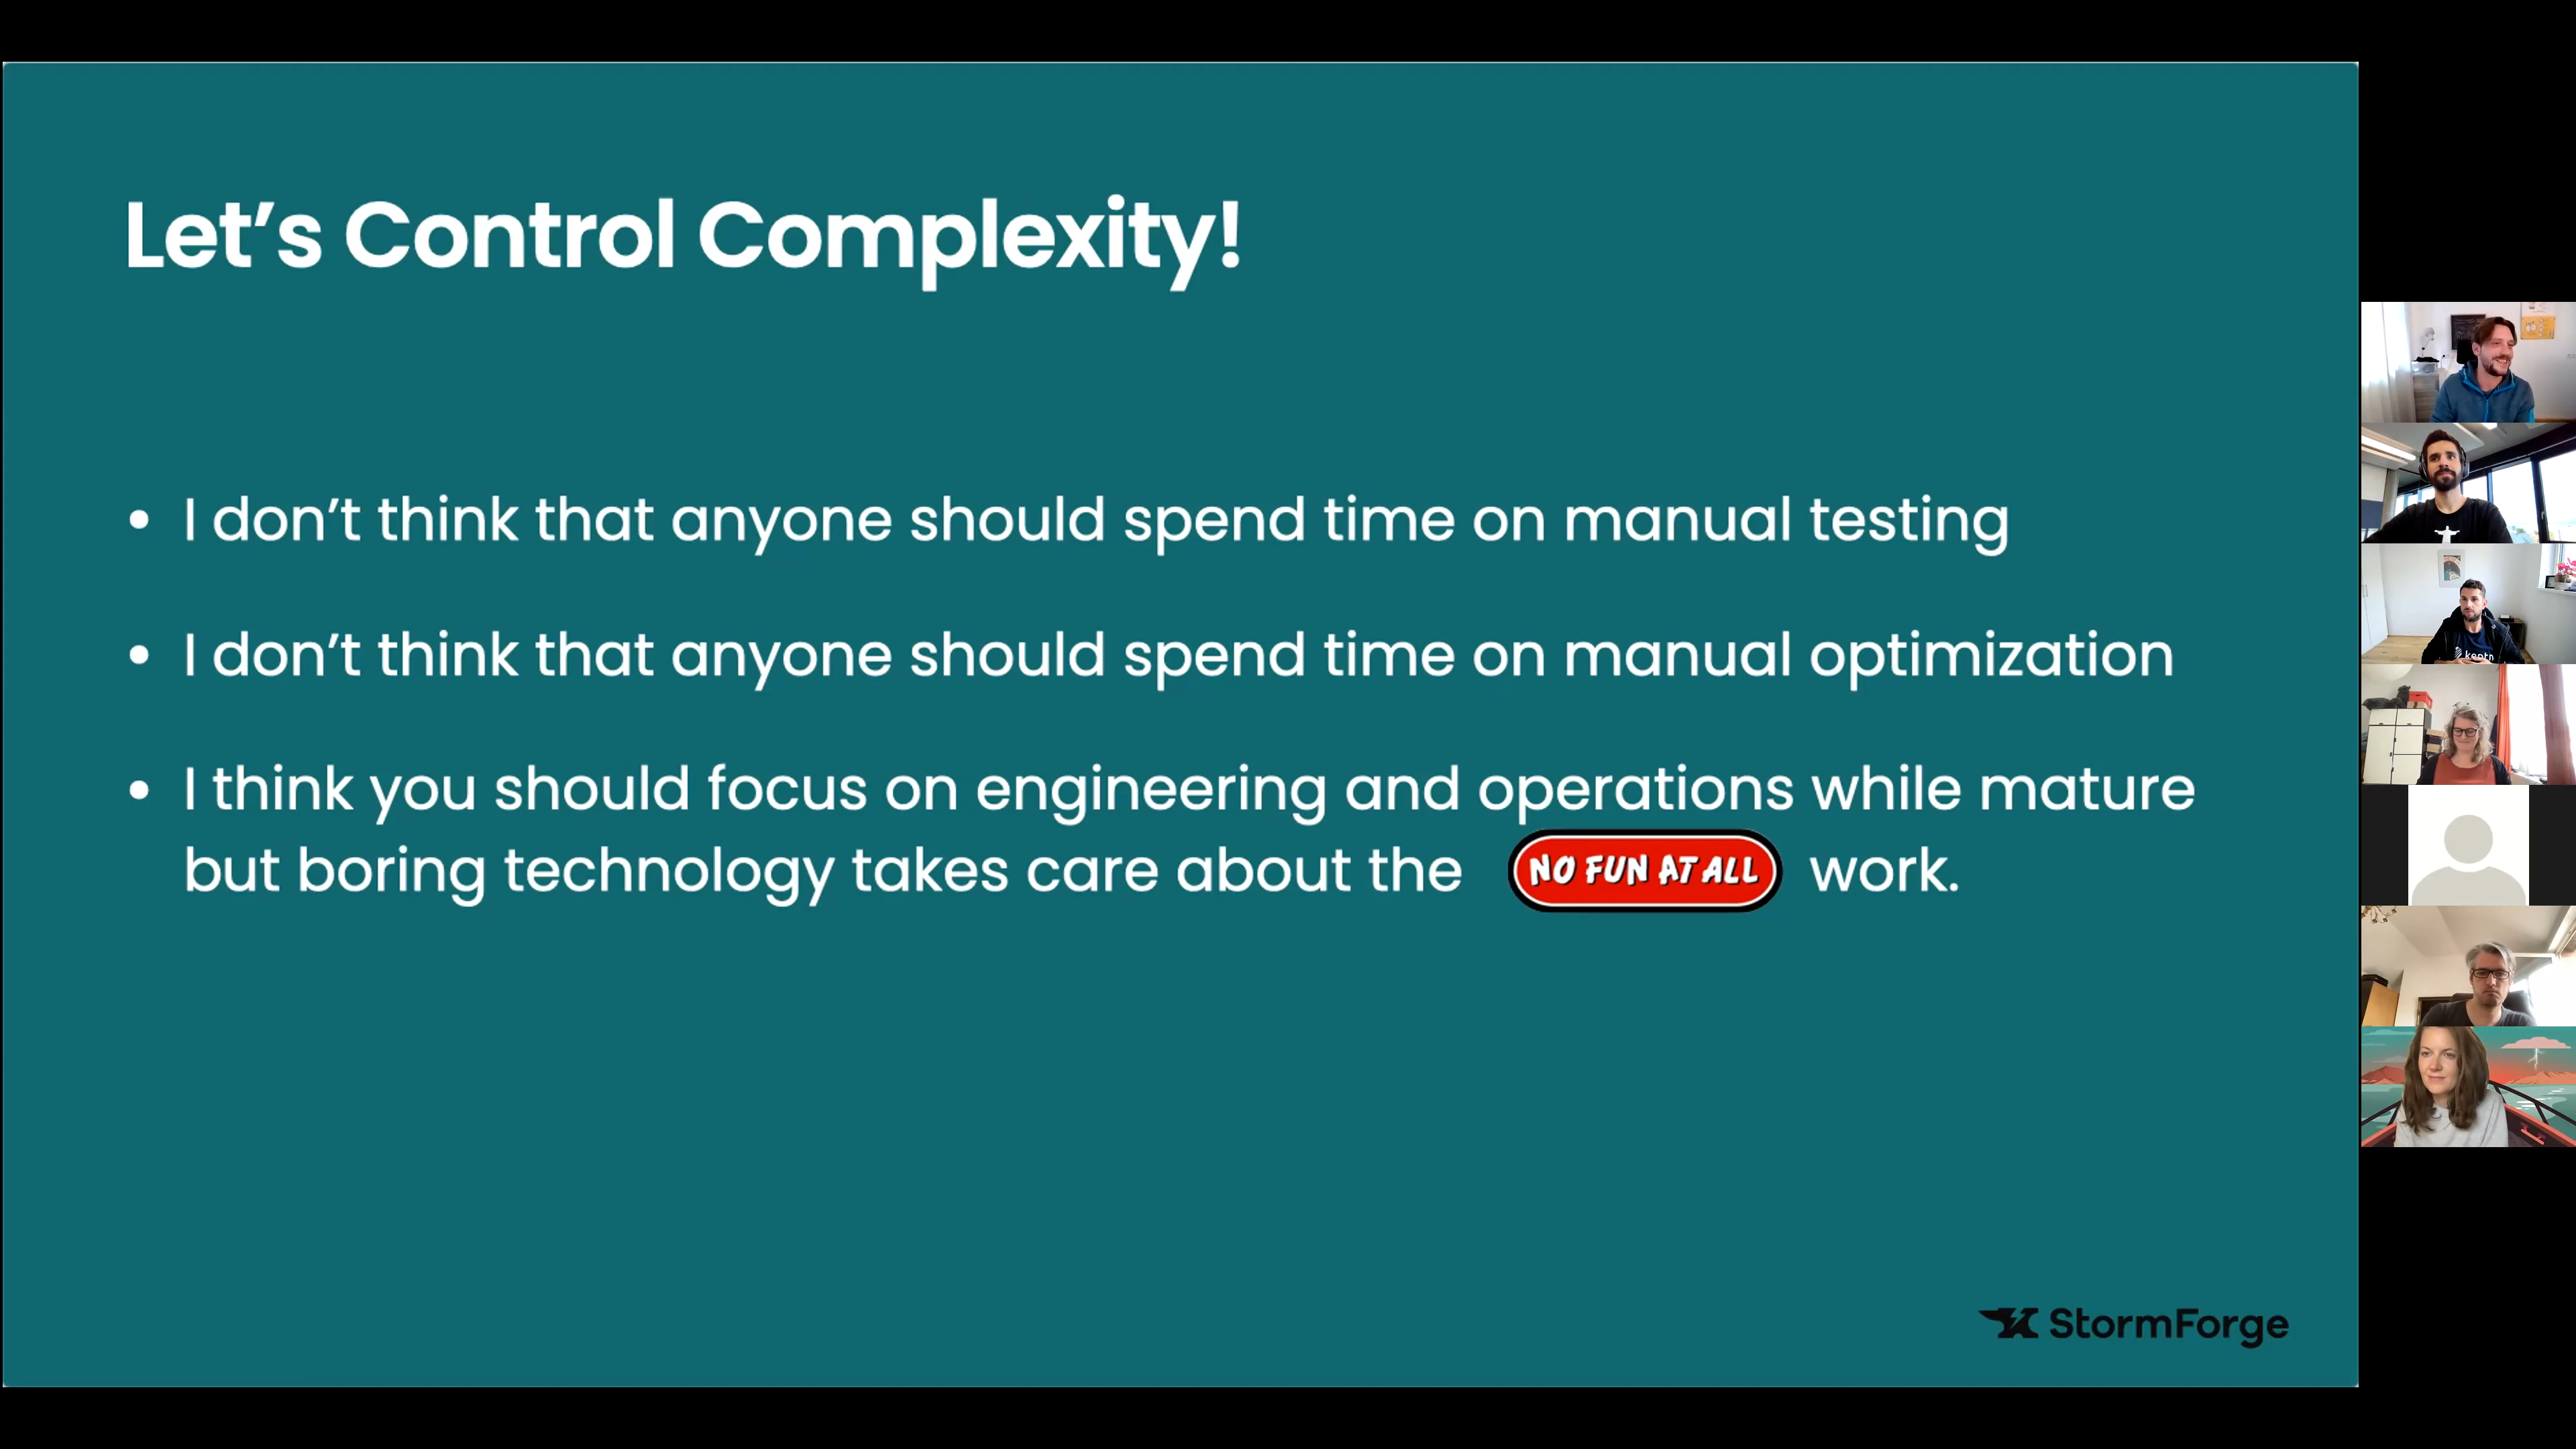 Let’s Control Complexity!
• I don’t think that anyone should spend time on manual testing
• I don’t think that anyone should spend time on manual optimization
• I think you should focus on engineering and operations while mature
but boring technology takes care about the NO FUN AT ALL work.
keptn
StormForge